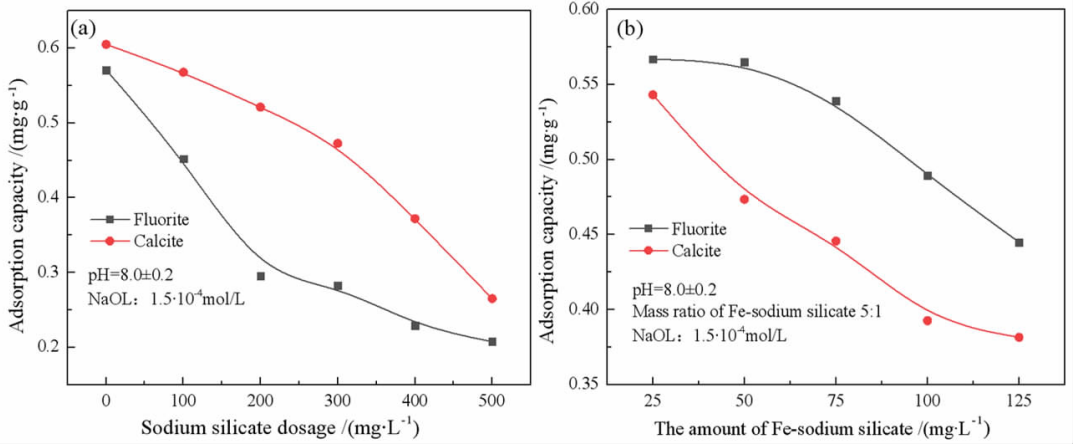 (a)
0.6
0.5
0.4
0.3
0.2
Adsorption capacity /(mg·g⁻¹)
Fluorite
Calcite
pH=8.0±0.2
NaOL：1.5·10⁻⁴mol/L
0 100 200 300 400 500
Sodium silicate dosage /(mg·L⁻¹)
(b)
0.60
0.55
0.50
0.45
0.40
0.35
Adsorption capacity /(mg·g⁻¹)
Fluorite
Calcite
pH=8.0±0.2
Mass ratio of Fe-sodium silicate 5:1
NaOL：1.5·10⁻⁴mol/L
25 50 75 100 125
The amount of Fe-sodium silicate /(mg·L⁻¹)